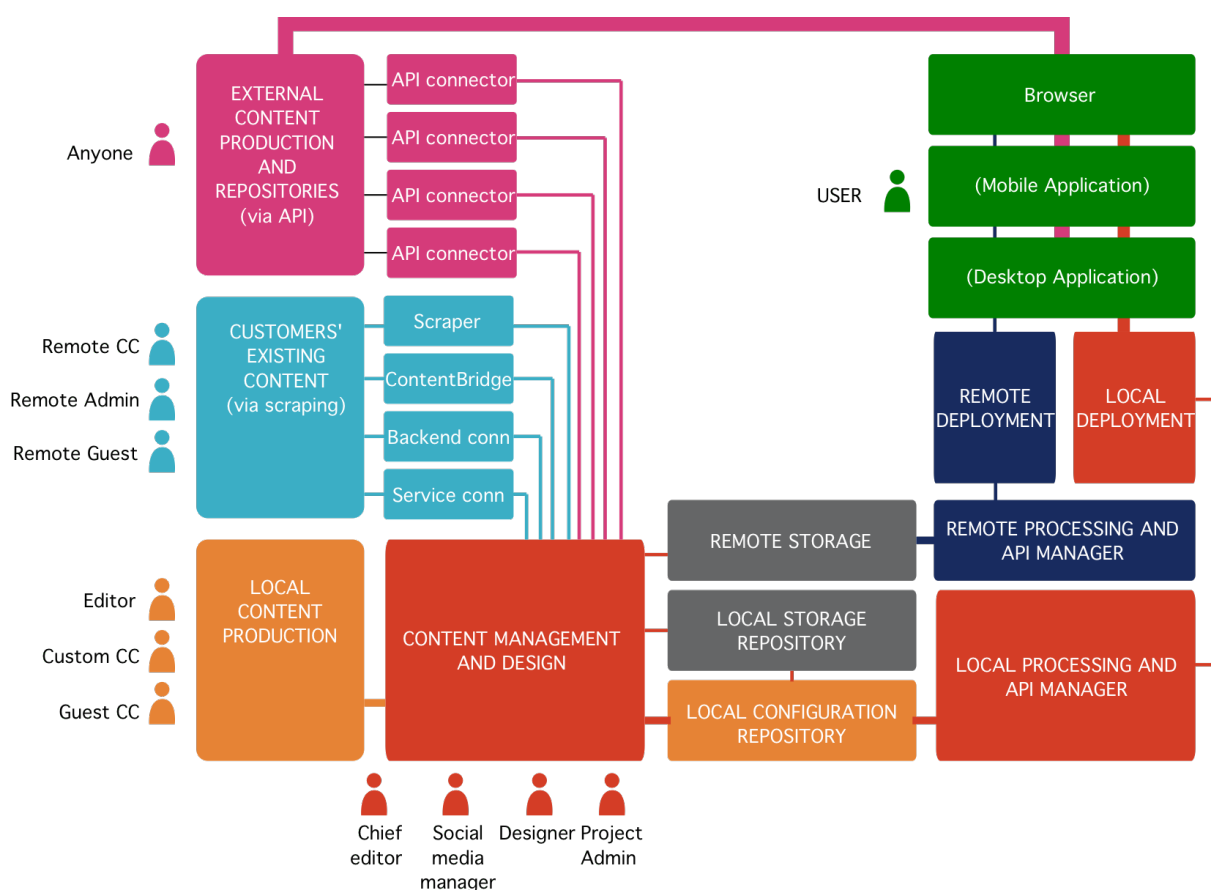 EXTERNAL
CONTENT
PRODUCTION
AND
REPOSITORIES
(via API)
API connector
API connector
API connector
API connector
Anyone
CUSTOMERS'
EXISTING
CONTENT
(via scraping)
Scraper
ContentBridge
Backend conn
Service conn
Remote CC
Remote Admin
Remote Guest
LOCAL
CONTENT
PRODUCTION
Editor
Custom CC
Guest CC
CONTENT MANAGEMENT
AND DESIGN
Chief
editor
Social
media
manager
Designer
Project
Admin
Browser
(Mobile Application)
(Desktop Application)
USER
REMOTE
DEPLOYMENT
LOCAL
DEPLOYMENT
REMOTE STORAGE
REMOTE PROCESSING AND
API MANAGER
LOCAL STORAGE
REPOSITORY
LOCAL CONFIGURATION
REPOSITORY
LOCAL PROCESSING AND
API MANAGER